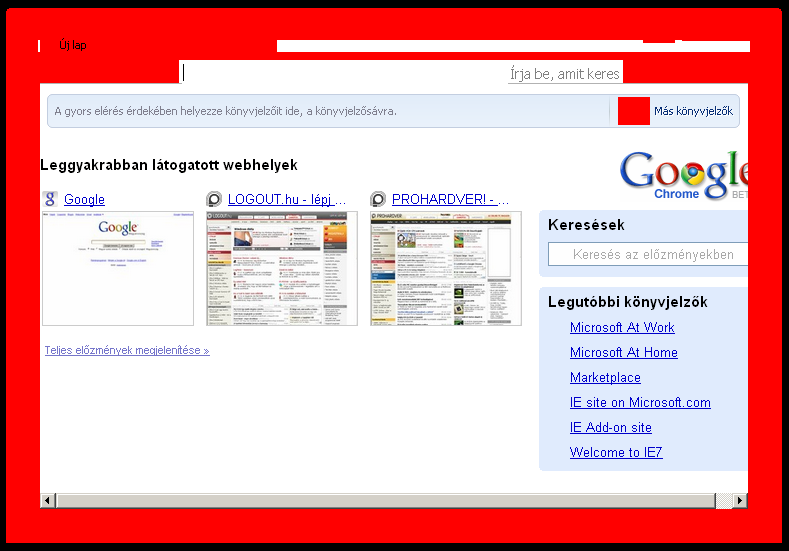 Új lap
Írja be, amit keres
A gyors elérés érdekében helyezze könyvjelzőit ide, a könyvjelzősávra.
Más könyvjelzők
Leggyakrabban látogatott webhelyek
Google
Chrome BET
Google
LOGOUT.hu - lépj ...
PROHARDVER! - ...
Keresések
Keresés az előzményekben
Legutóbbi könyvjelzők
Microsoft At Work
Microsoft At Home
Marketplace
IE site on Microsoft.com
IE Add-on site
Welcome to IE7
Teljes előzmények megjelenítése »